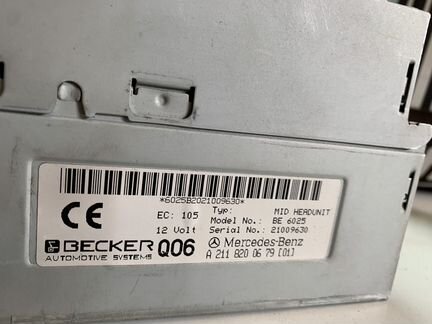 *6025B2021009630*
CE EC: 105 Typ: MID HEADUNIT
Model No.: BE 6025
12 Volt Serial No.: 21009630
BECKER Q06 Mercedes-Benz
AUTOMOTIVE SYSTEMS A 211 820 06 79 [01]